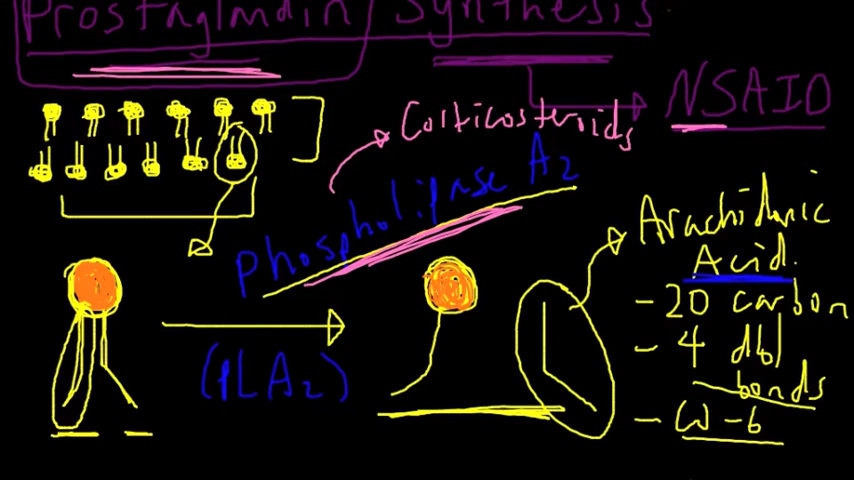 Prostaglandin Synthesis
NSAID
Corticosteroids
Phospholipase A2
(PLA2)
Arachidonic
Acid.
- 20 carbon
- 4 dbl
bonds
- ω-6